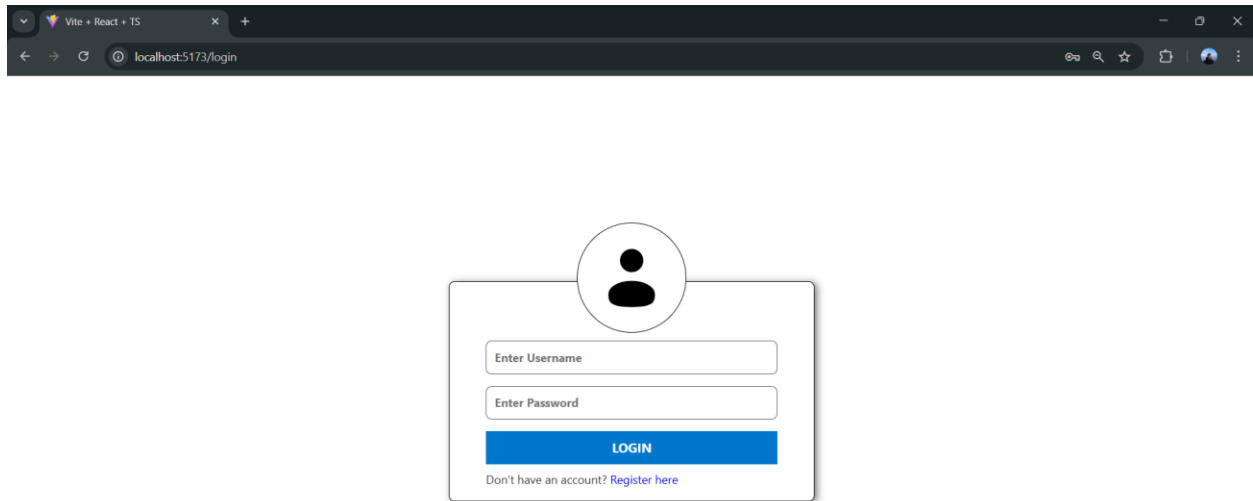 Vite + React + TS
localhost:5173/login
Enter Username
Enter Password
LOGIN
Don't have an account? Register here